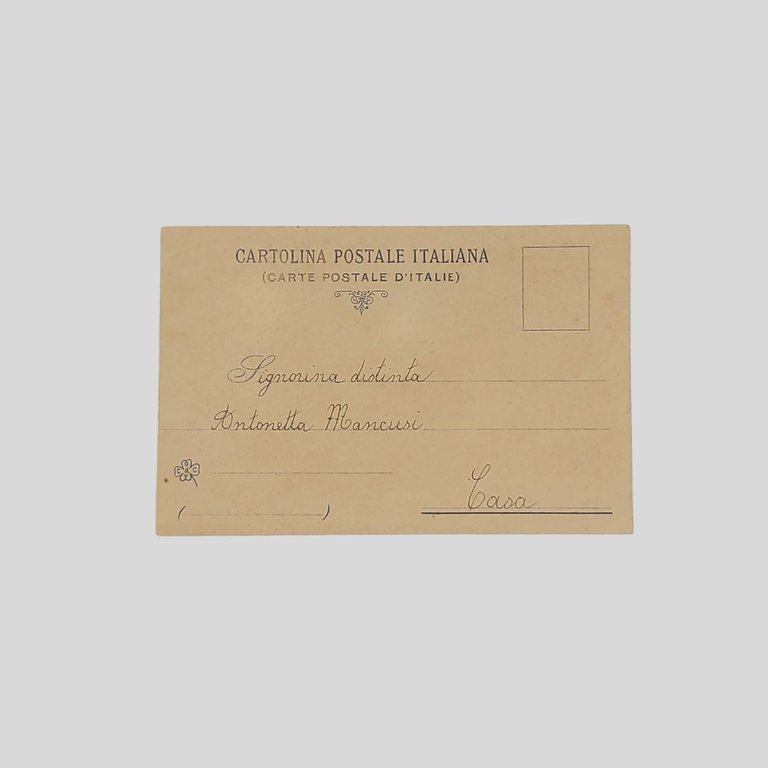 CARTOLINA POSTALE ITALIANA
(CARTE POSTALE D'ITALIE)
Signorina distinta
Antonetta Mancusi
Casa